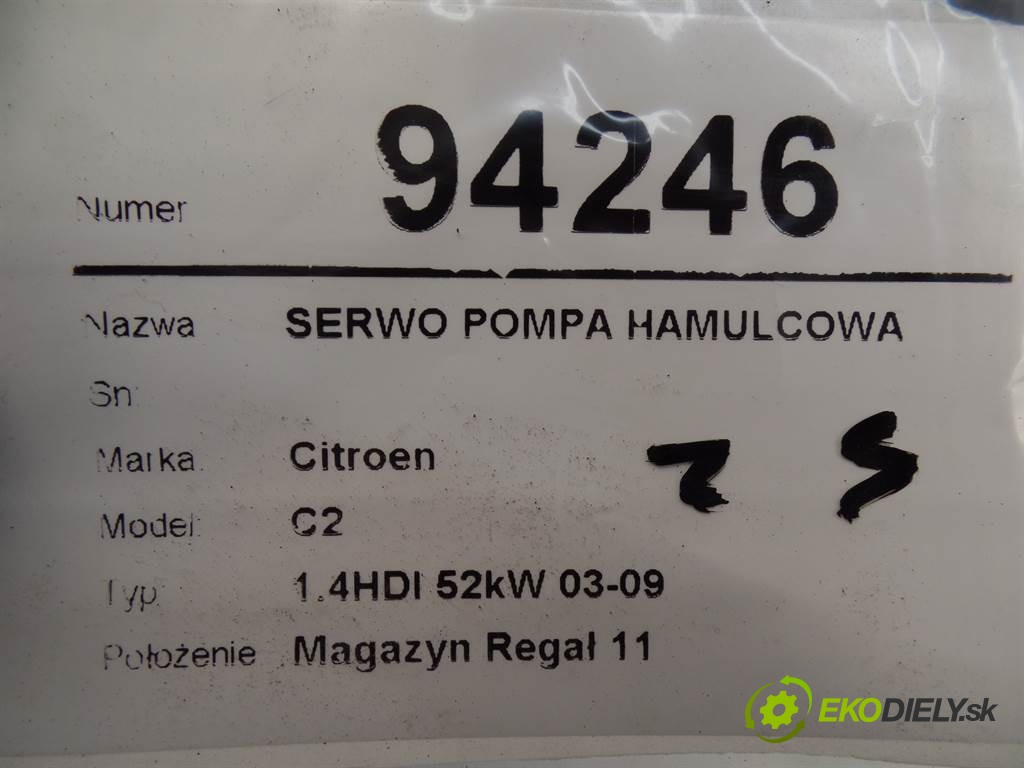 Numer 94246
Nazwa SERWO POMPA HAMULCOWA
Sn:
Marka: Citroen
Model: C2
Typ: 1.4HDI 52kW 03-09
Położenie Magazyn Regał 11
EKODIELY.sk